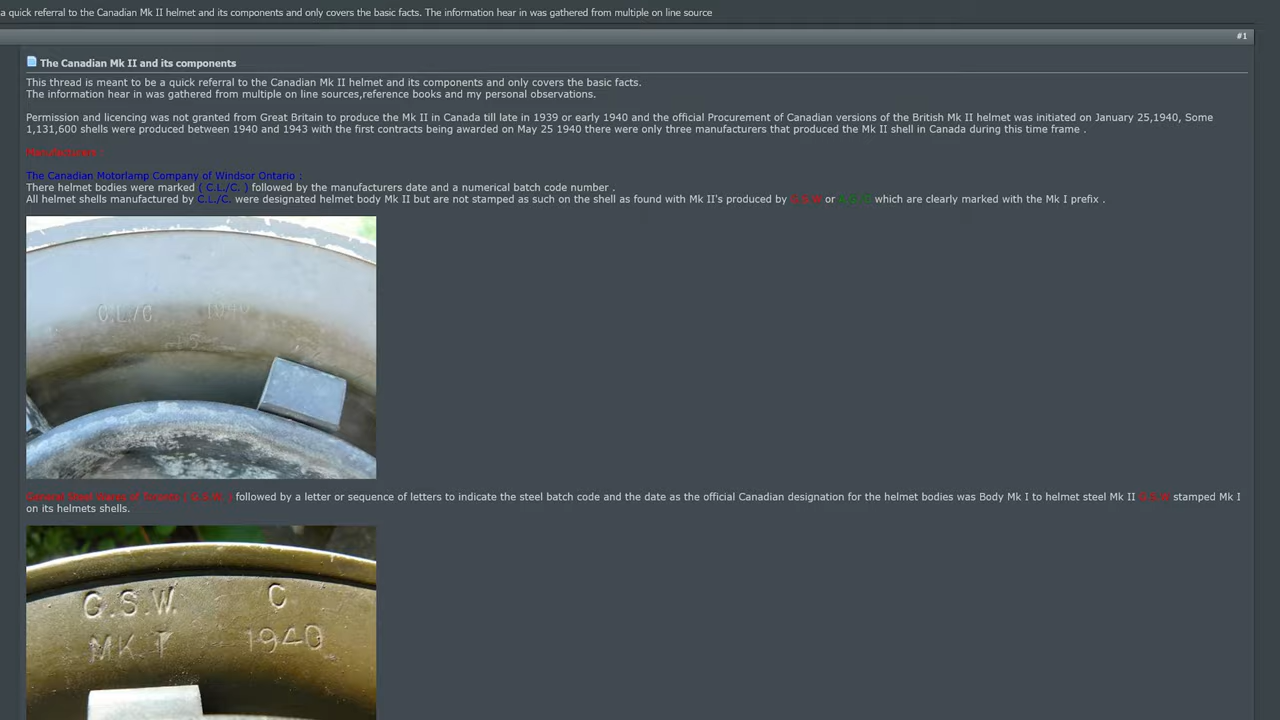 a quick referral to the Canadian Mk II helmet and its components and only covers the basic facts. The information hear in was gathered from multiple on line source
#1
The Canadian Mk II and its components
This thread is meant to be a quick referral to the Canadian Mk II helmet and its components and only covers the basic facts.
The information hear in was gathered from multiple on line sources,reference books and my personal observations.
Permission and licencing was not granted from Great Britain to produce the Mk II in Canada till late in 1939 or early 1940 and the official Procurement of Canadian versions of the British Mk II helmet was initiated on January 25,1940, Some
1,131,600 shells were produced between 1940 and 1943 with the first contracts being awarded on May 25 1940 there were only three manufacturers that produced the Mk II shell in Canada during this time frame .
The Canadian Motorlamp Company of Windsor Ontario :
There helmet bodies were marked ( C.L./C. ) followed by the manufacturers date and a numerical batch code number .
All helmet shells manufactured by C.L./C. were designated helmet body Mk II but are not stamped as such on the shell as found with Mk II's produced by G.S.W or which are clearly marked with the Mk I prefix .
C.L./C 1940
General Steel Wares of Toronto ( G.S.W. ) followed by a letter or sequence of letters to indicate the steel batch code and the date as the official Canadian designation for the helmet bodies was Body Mk I to helmet steel Mk II G.S.W stamped Mk I
on its helmets shells.
G.S.W. C
MK I 1940